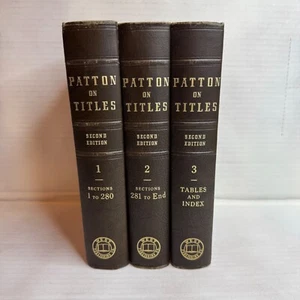 PATTON
ON
TITLES
SECOND
EDITION
1
SECTIONS
1 TO 280
PATTON
ON
TITLES
SECOND
EDITION
2
SECTIONS
281 TO End
PATTON
ON
TITLES
SECOND
EDITION
3
TABLES
AND
INDEX